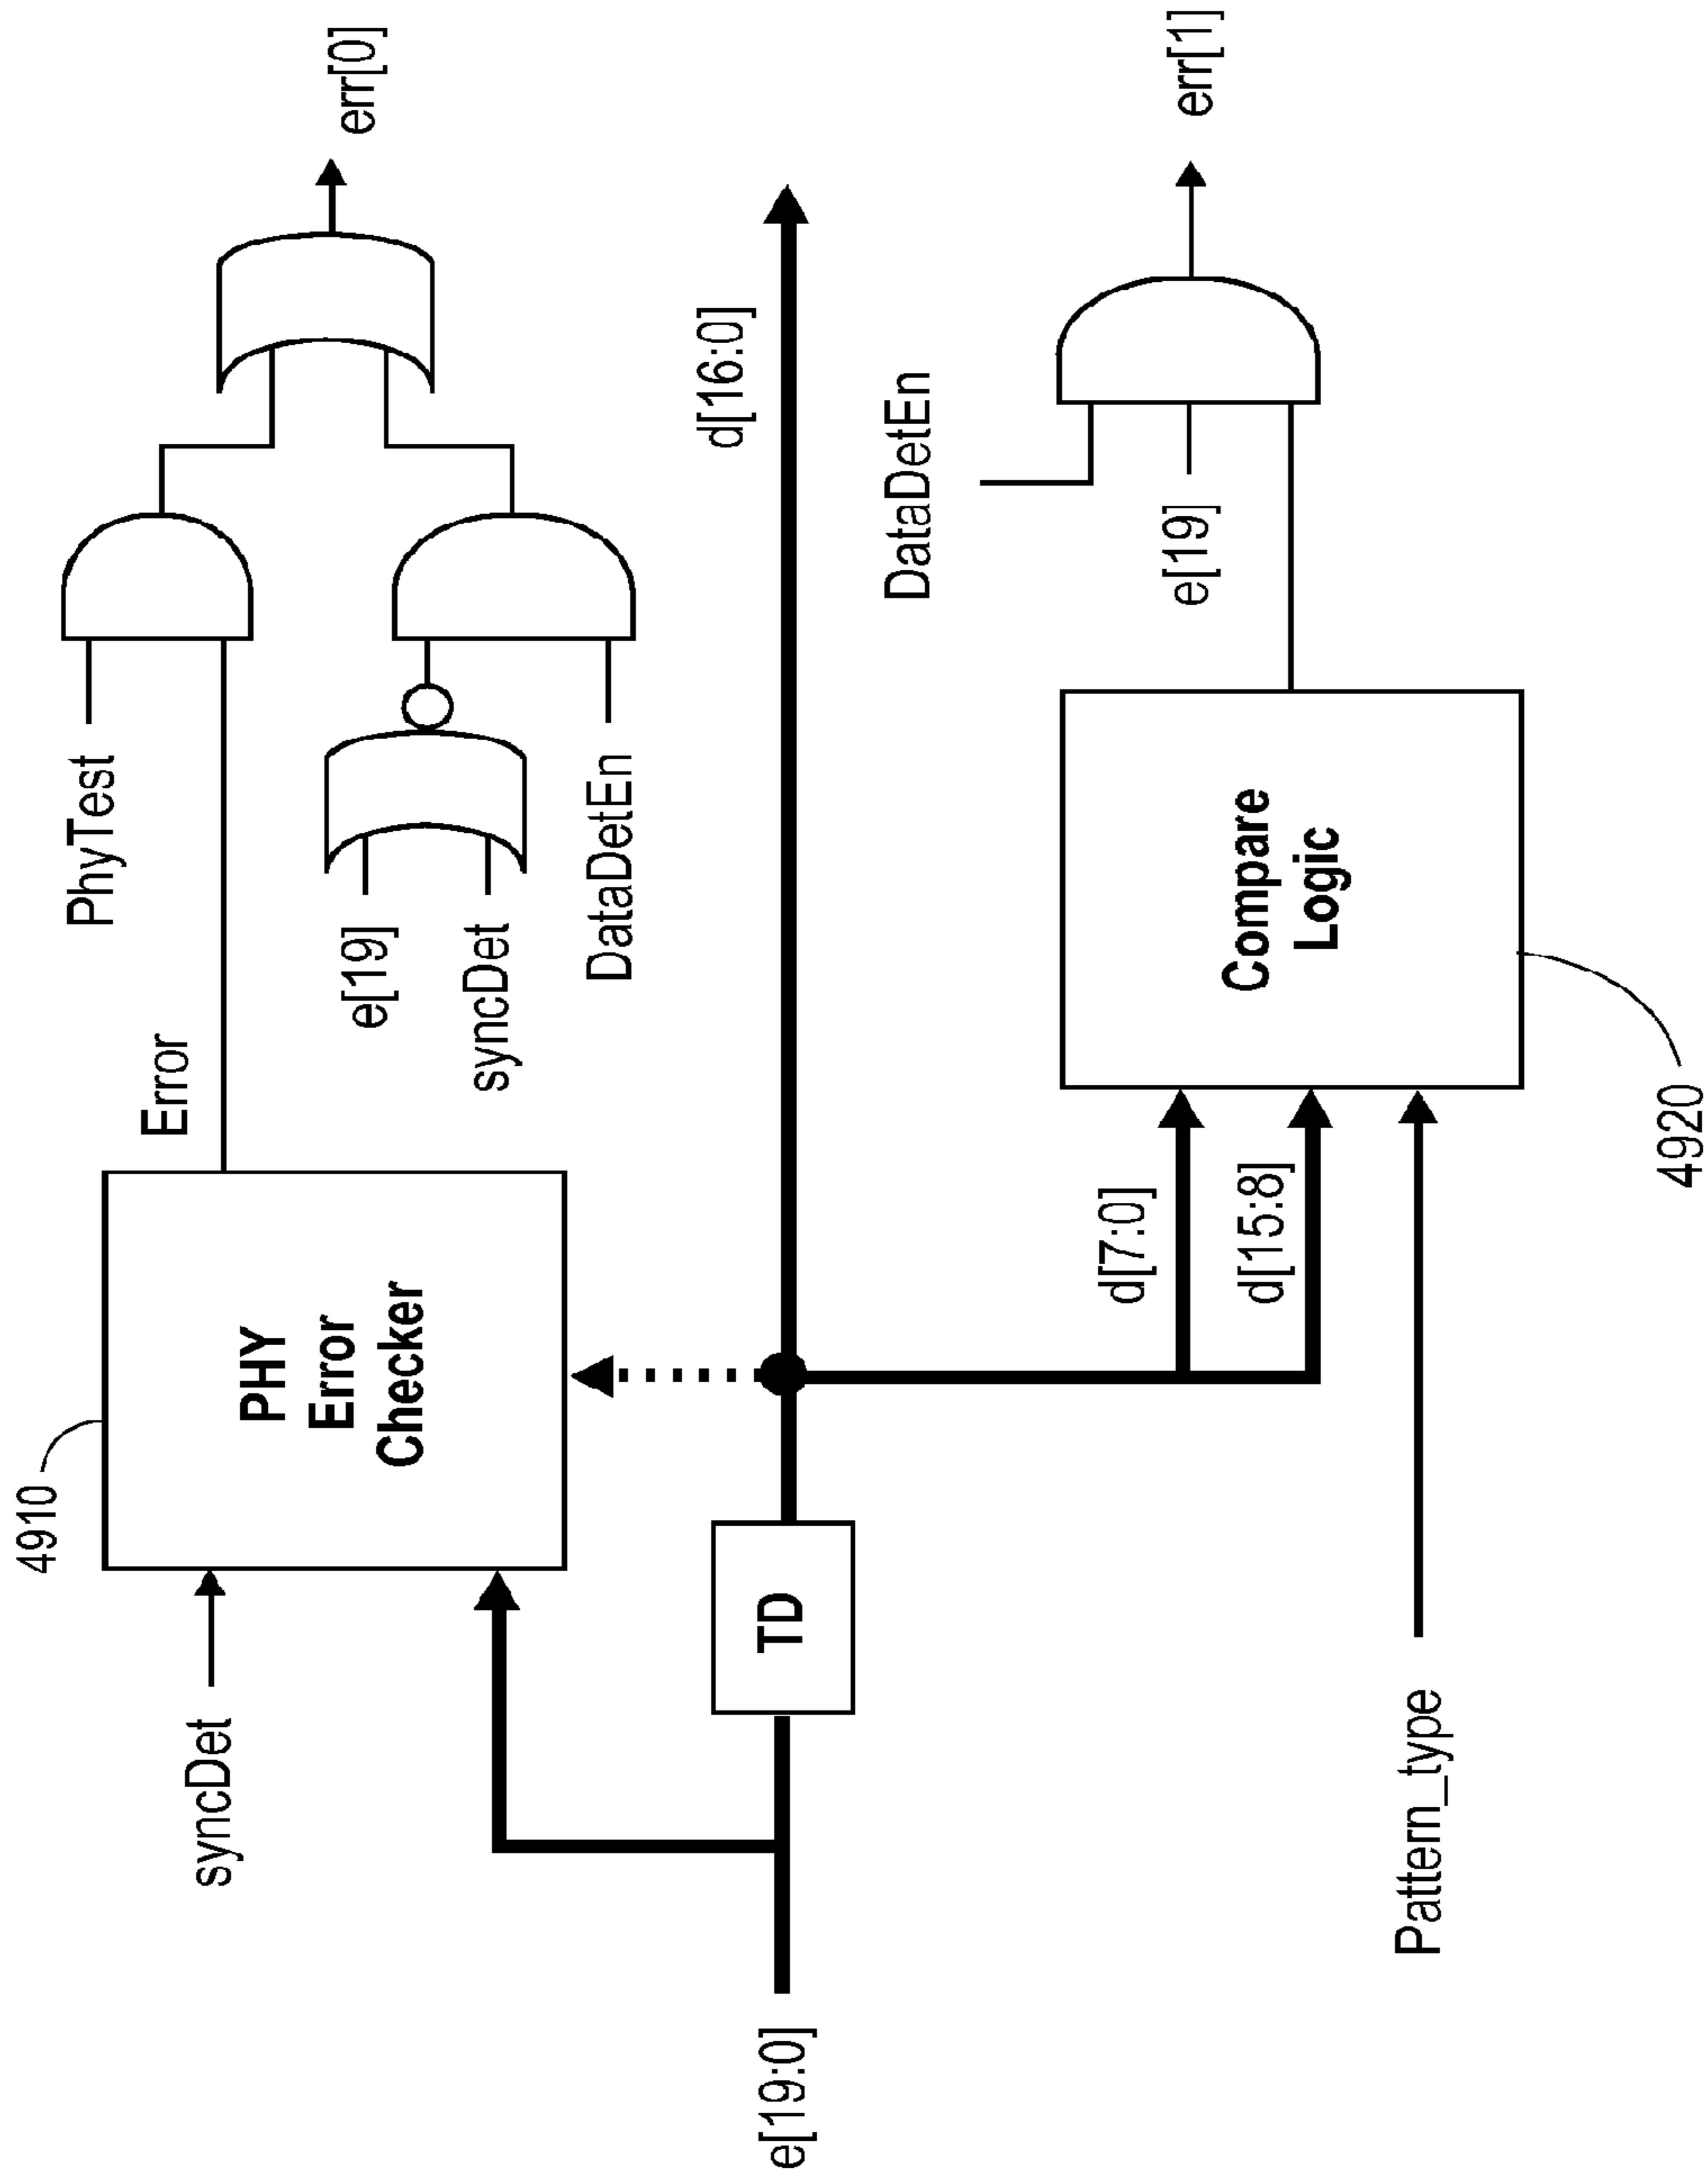 4910
syncDet
PHY
Error
Checker
Error
PhyTest
e[19]
syncDet
DataDetEn
err[0]
e[19:0]
TD
d[16:0]
d[7:0]
d[15:8]
Pattern_type
Compare
Logic
4920
DataDetEn
e[19]
err[1]